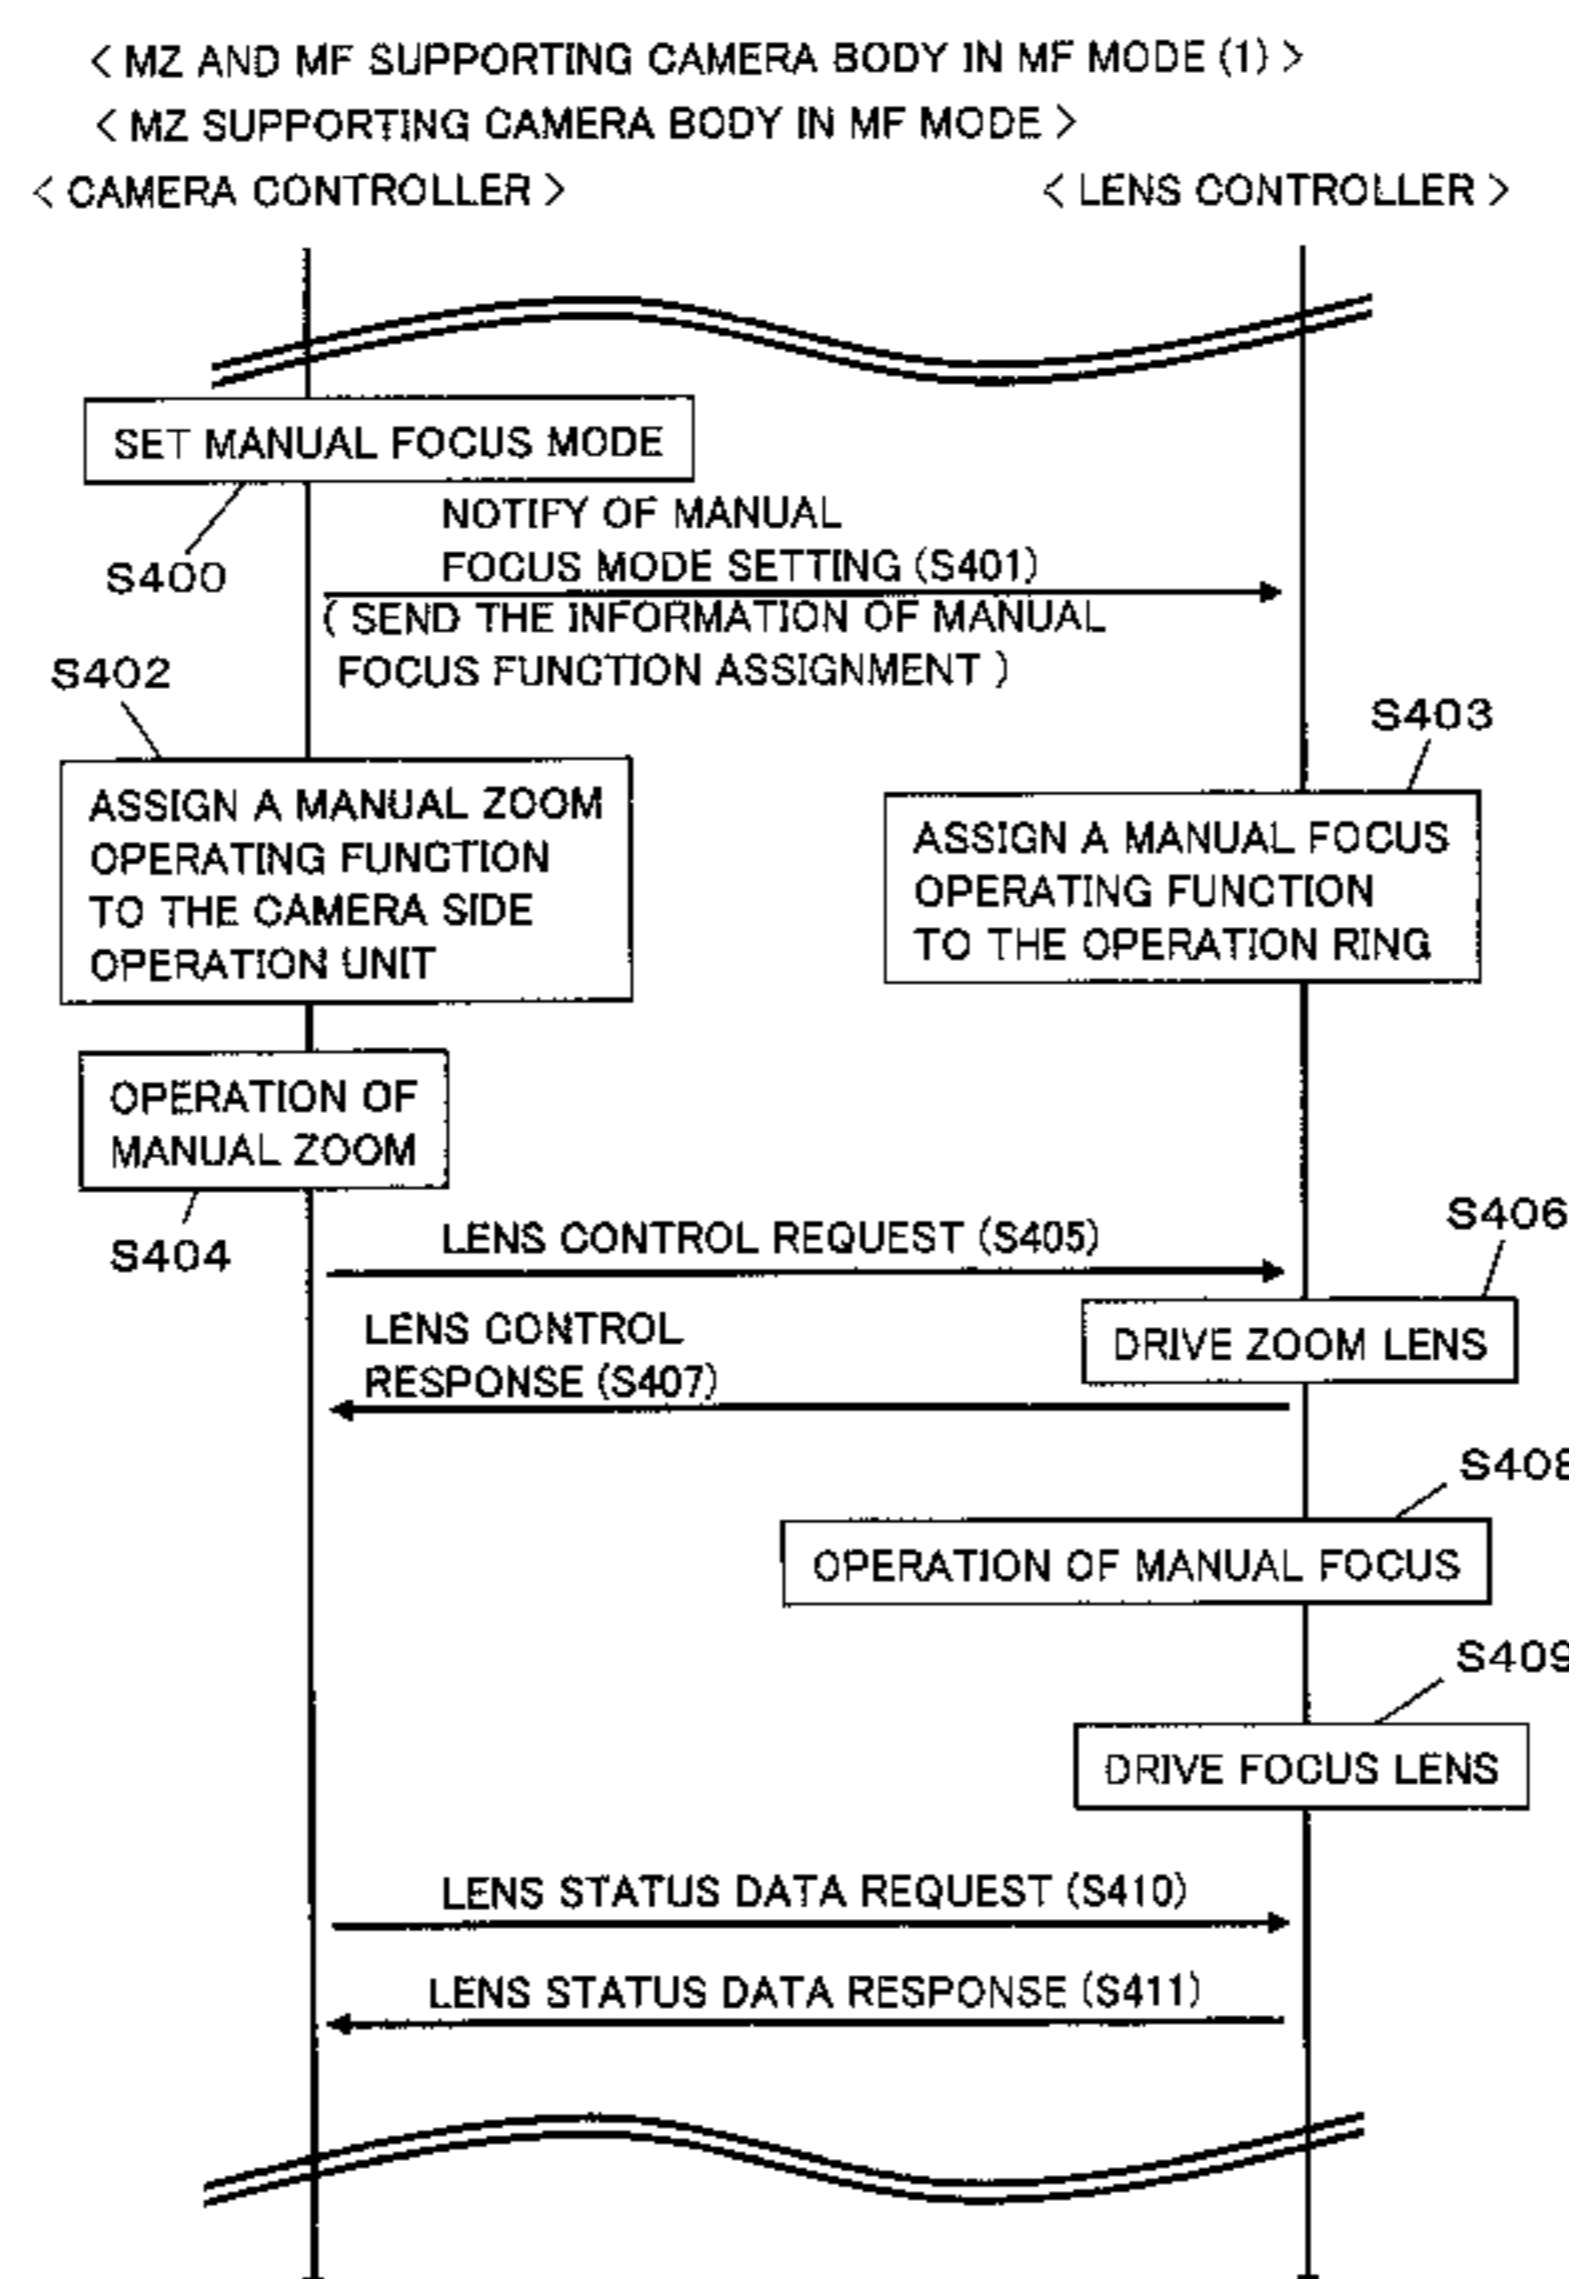 < MZ AND MF SUPPORTING CAMERA BODY IN MF MODE (1) >
< MZ SUPPORTING CAMERA BODY IN MF MODE >
< CAMERA CONTROLLER >
< LENS CONTROLLER >
SET MANUAL FOCUS MODE
S400
NOTIFY OF MANUAL
FOCUS MODE SETTING (S401)
( SEND THE INFORMATION OF MANUAL
FOCUS FUNCTION ASSIGNMENT )
S402
S403
ASSIGN A MANUAL ZOOM
OPERATING FUNCTION
TO THE CAMERA SIDE
OPERATION UNIT
ASSIGN A MANUAL FOCUS
OPERATING FUNCTION
TO THE OPERATION RING
OPERATION OF
MANUAL ZOOM
S404
LENS CONTROL REQUEST (S405)
S406
DRIVE ZOOM LENS
LENS CONTROL
RESPONSE (S407)
S408
OPERATION OF MANUAL FOCUS
S409
DRIVE FOCUS LENS
LENS STATUS DATA REQUEST (S410)
LENS STATUS DATA RESPONSE (S411)